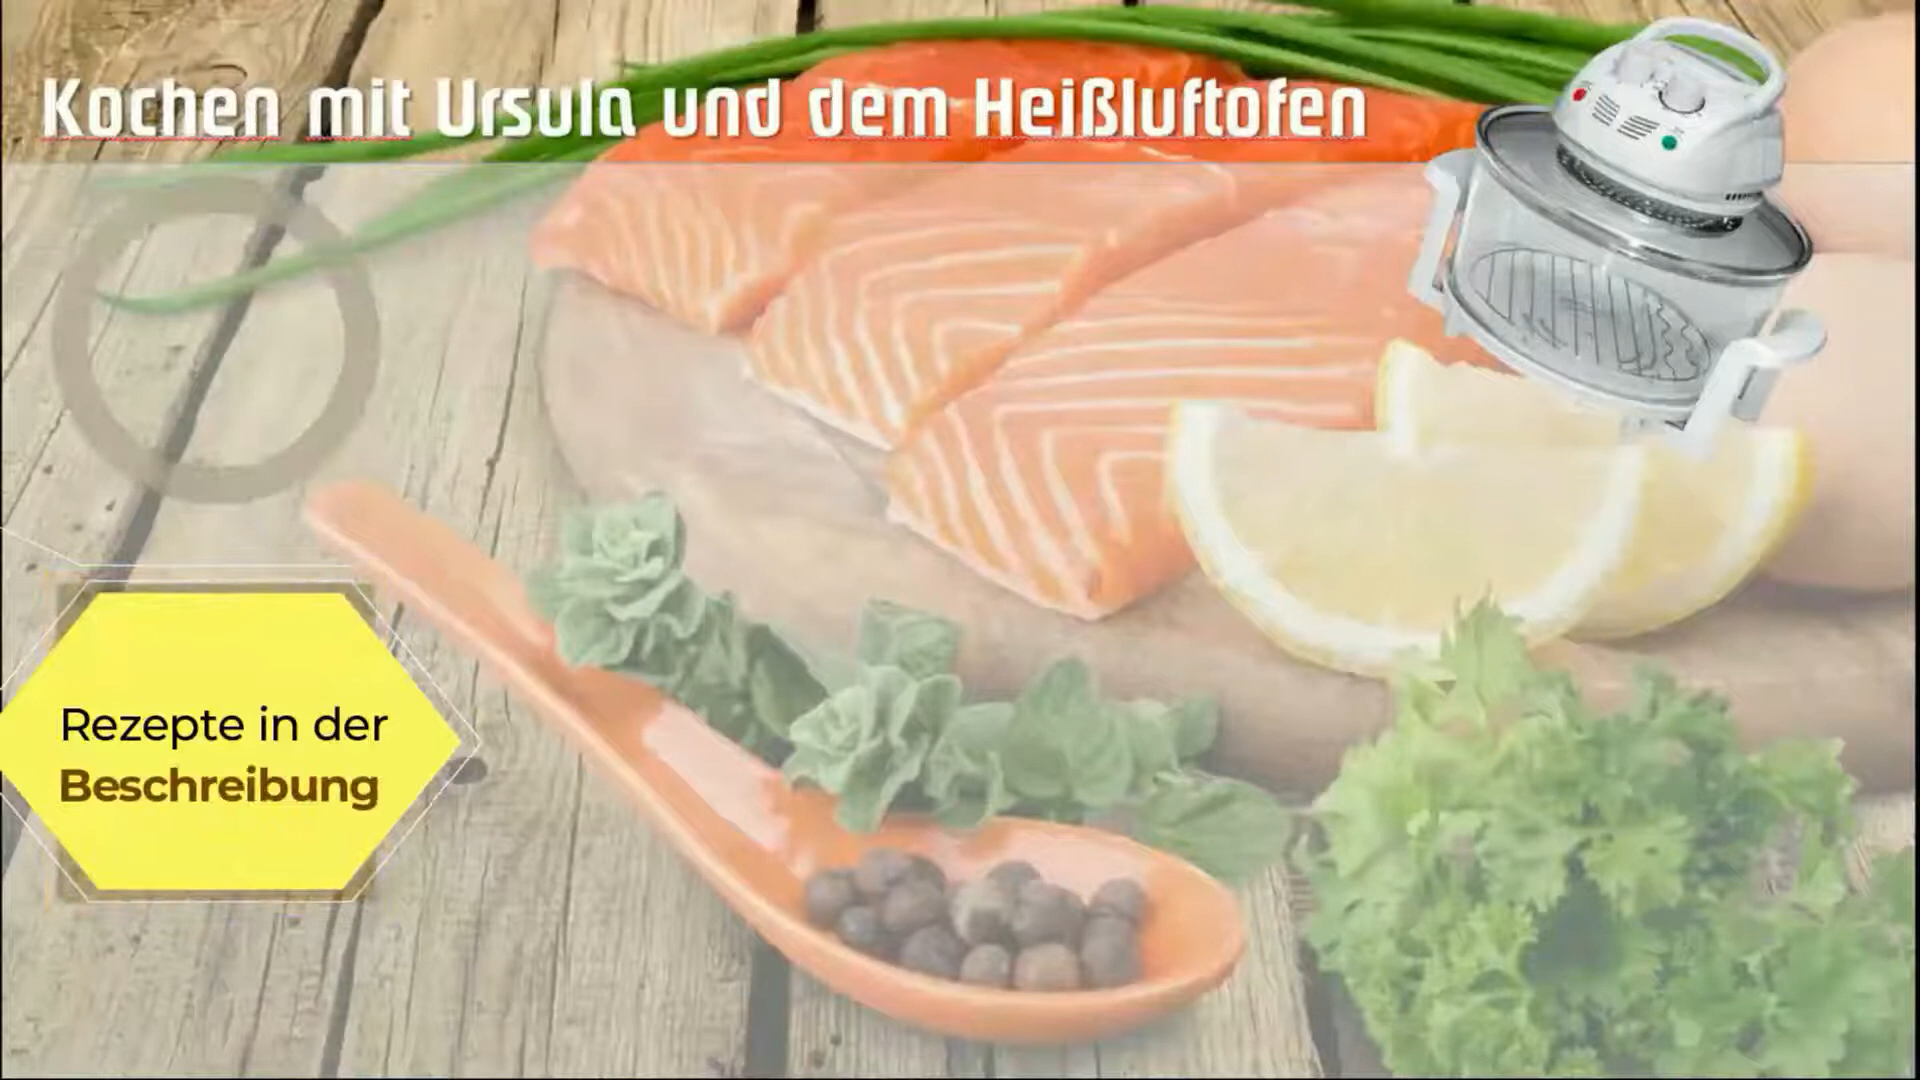 Kochen mit Ursula und dem Heißluftofen
Rezepte in der
Beschreibung